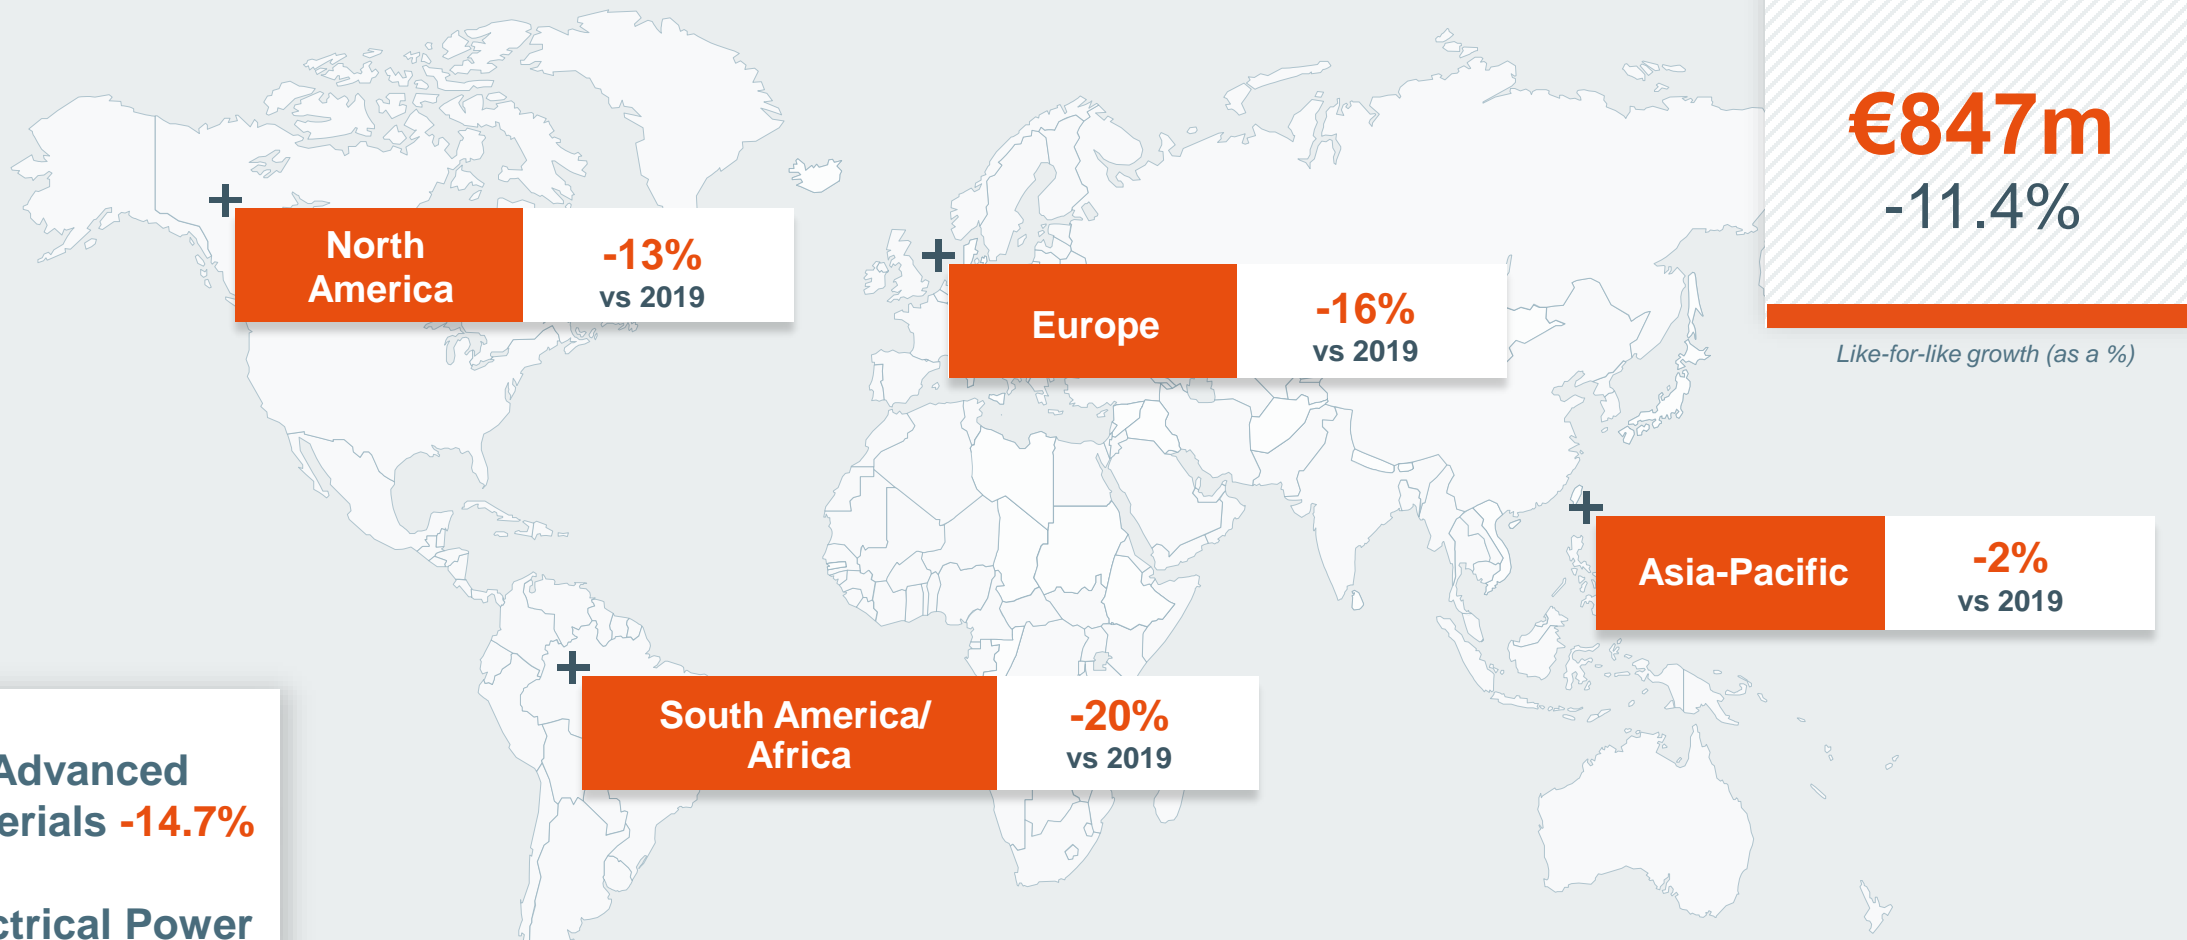 €847m
-11.4%
Like-for-like growth (as a %)
North
America
-13%
vs 2019
Europe
-16%
vs 2019
Asia-Pacific
-2%
vs 2019
South America/
Africa
-20%
vs 2019
Advanced
erials -14.7%
ctrical Power